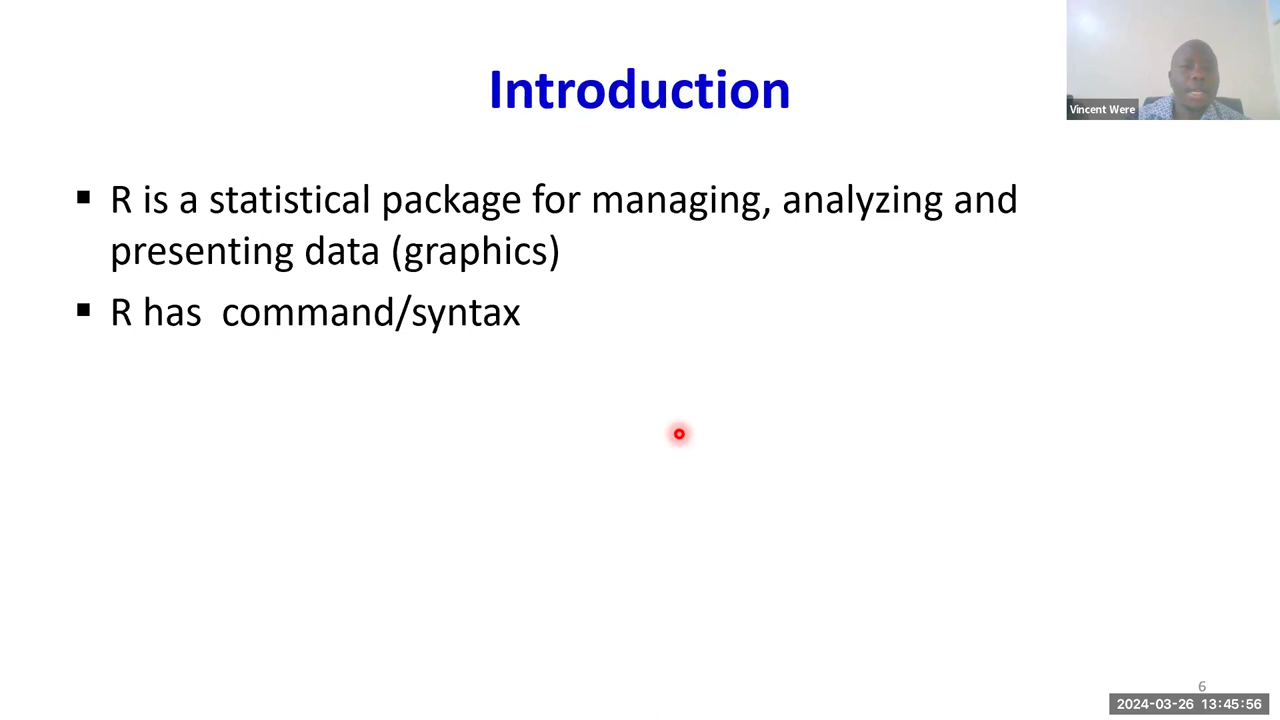 Introduction
Vincent Were
▪ R is a statistical package for managing, analyzing and
presenting data (graphics)
▪ R has  command/syntax
6
2024-03-26 13:45:56